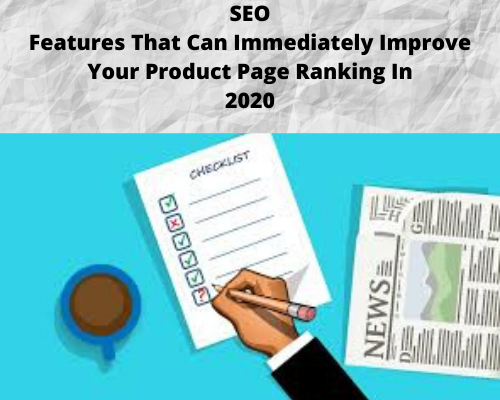 SEO
Features That Can Immediately Improve
Your Product Page Ranking In
2020
CHECKLIST
NEWS